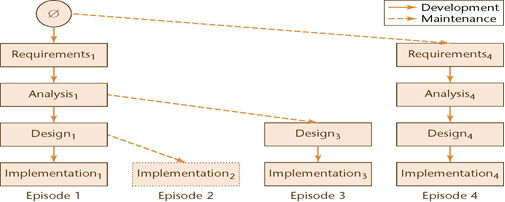 ∅
Development
Maintenance
Requirements₁
Requirements₄
Analysis₁
Analysis₄
Design₁
Design₃
Design₄
Implementation₁
Implementation₂
Implementation₃
Implementation₄
Episode 1
Episode 2
Episode 3
Episode 4